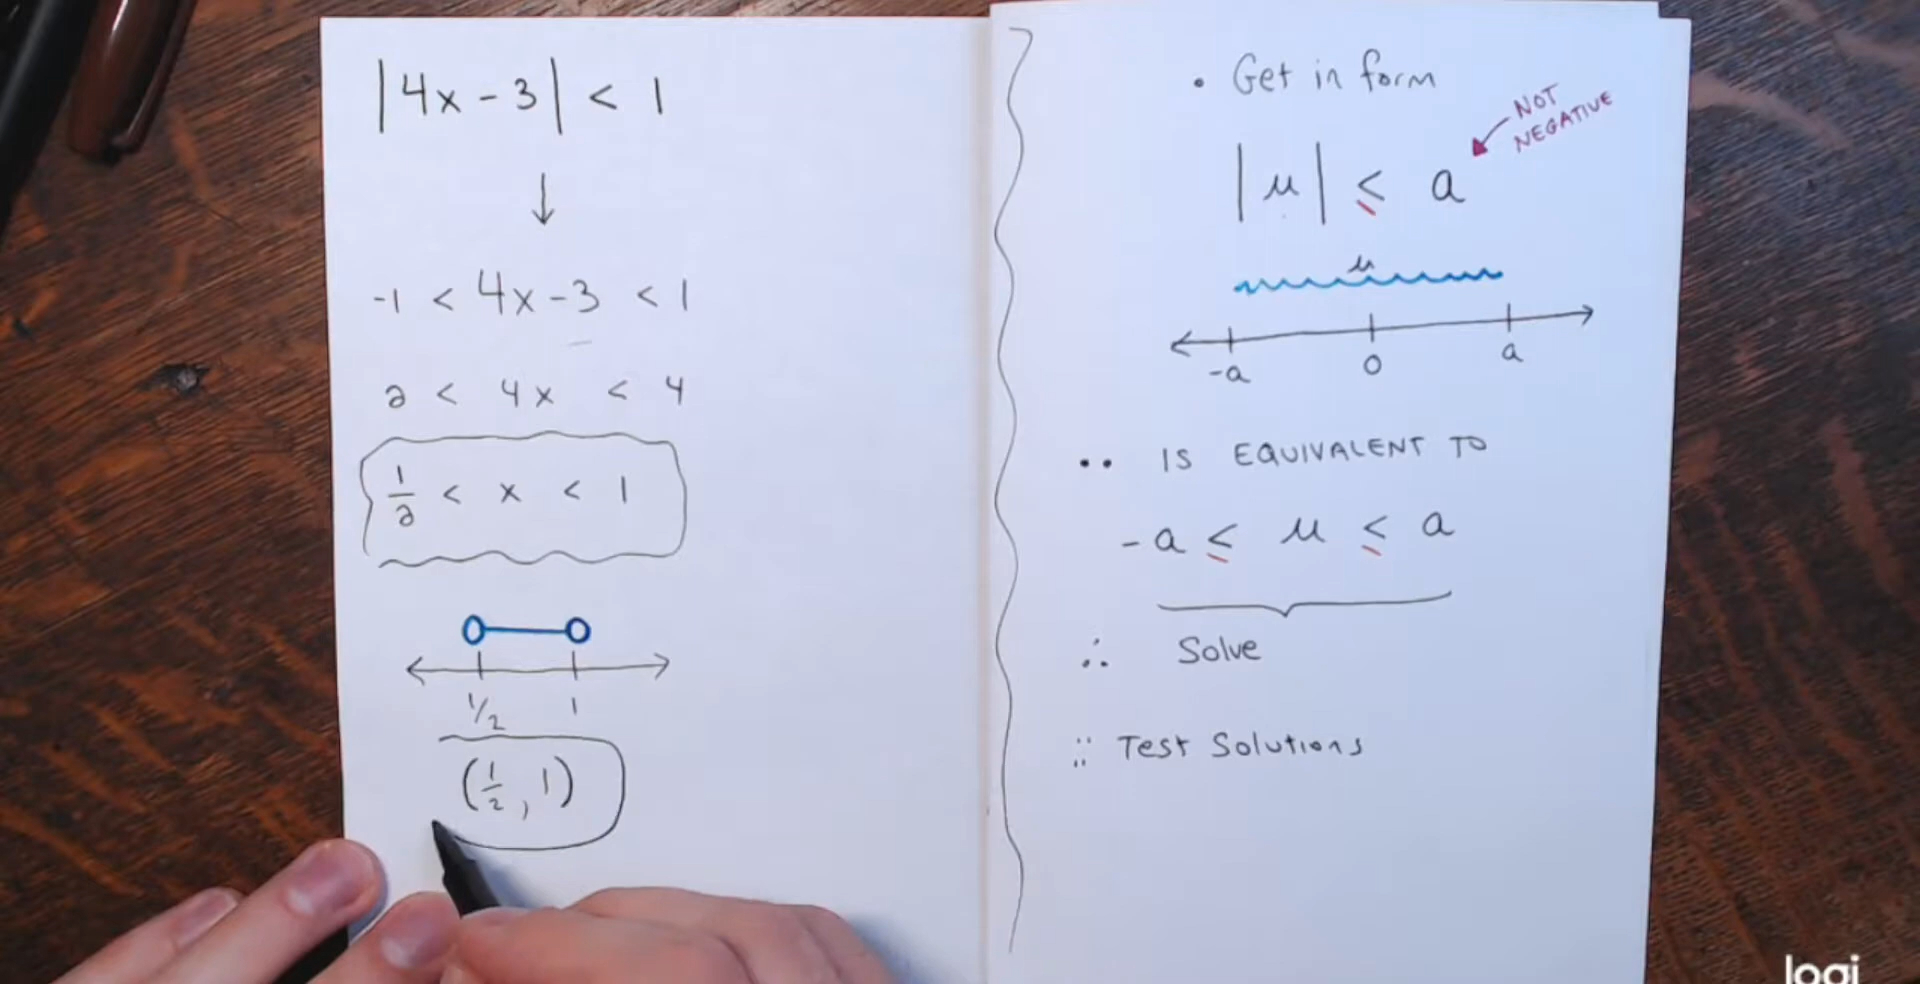 |4x - 3| < 1
↓
-1 < 4x - 3 < 1
2 < 4x < 4
1/2 < x < 1
1/2 1
(1/2, 1)
• Get in form
NOT
NEGATIVE
|u| ≤ a
u
-a 0 a
•• IS EQUIVALENT TO
-a ≤ u ≤ a
∴ Solve
:: Test Solutions
logi